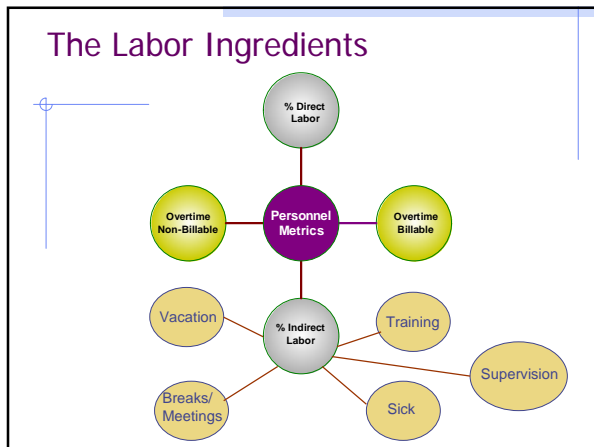 The Labor Ingredients
% Direct
Labor
Overtime
Non-Billable
Personnel
Metrics
Overtime
Billable
Vacation
% Indirect
Labor
Training
Supervision
Breaks/
Meetings
Sick